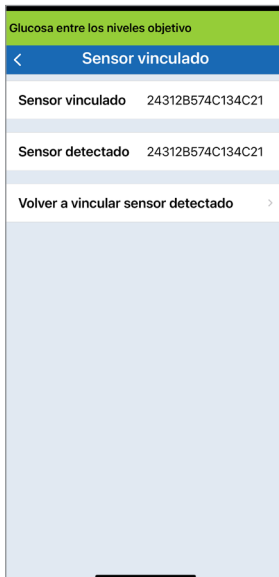 Glucosa entre los niveles objetivo
Sensor vinculado
Sensor vinculado 24312B574C134C21
Sensor detectado 24312B574C134C21
Volver a vincular sensor detectado